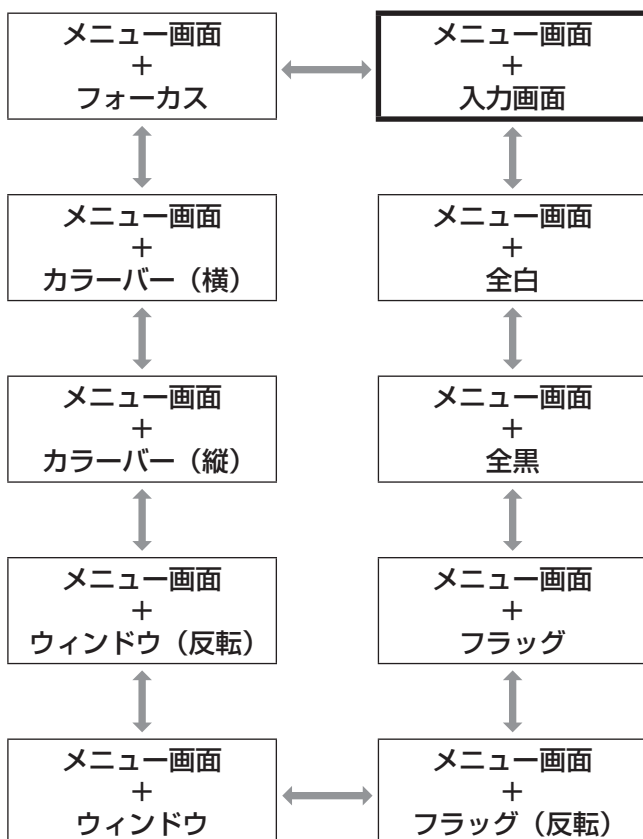 メニュー画面
+
フォーカス
メニュー画面
+
入力画面
メニュー画面
+
カラーバー（横）
メニュー画面
+
全白
メニュー画面
+
カラーバー（縦）
メニュー画面
+
全黒
メニュー画面
+
ウィンドウ（反転）
メニュー画面
+
フラッグ
メニュー画面
+
ウィンドウ
メニュー画面
+
フラッグ（反転）